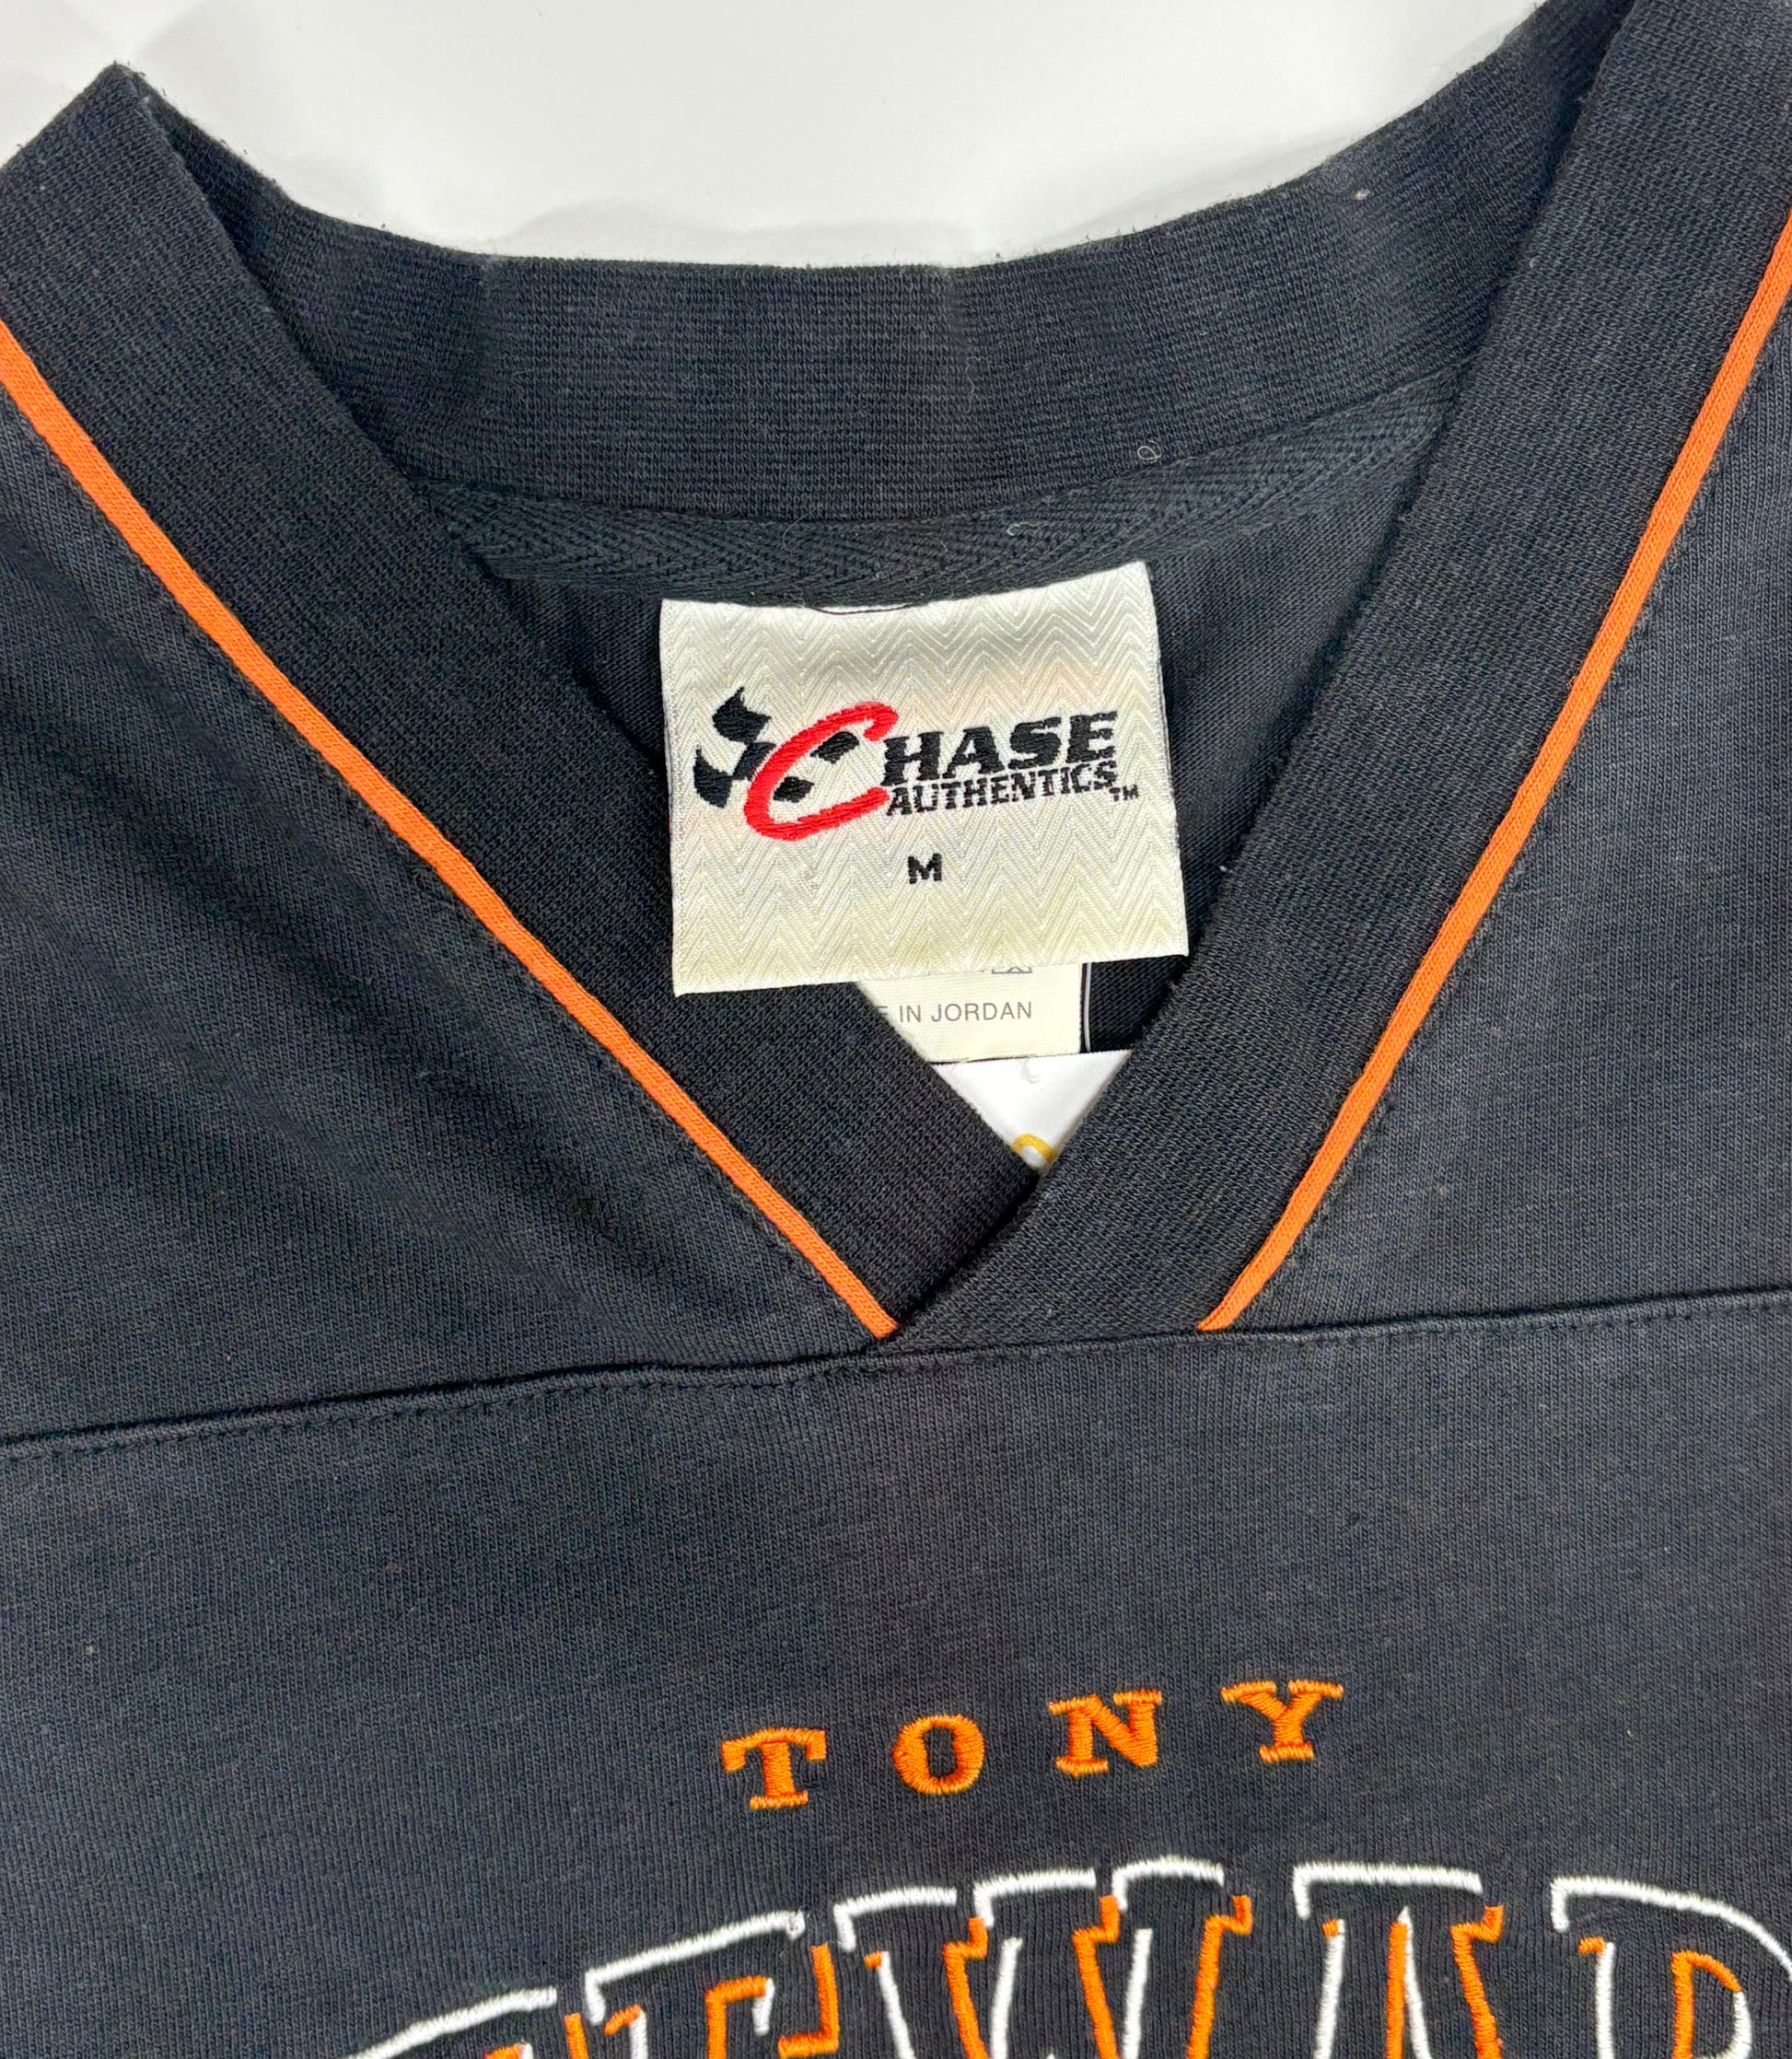 CHASE
AUTHENTICS™
M
IN JORDAN
TONY